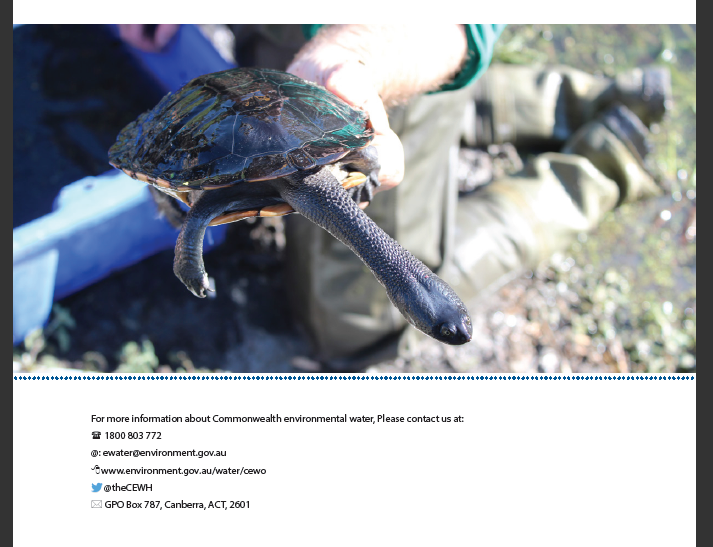 For more information about Commonwealth environmental water, Please contact us at:
1800 803 772
@: ewater@environment.gov.au
www.environment.gov.au/water/cewo
@theCEWH
GPO Box 787, Canberra, ACT, 2601